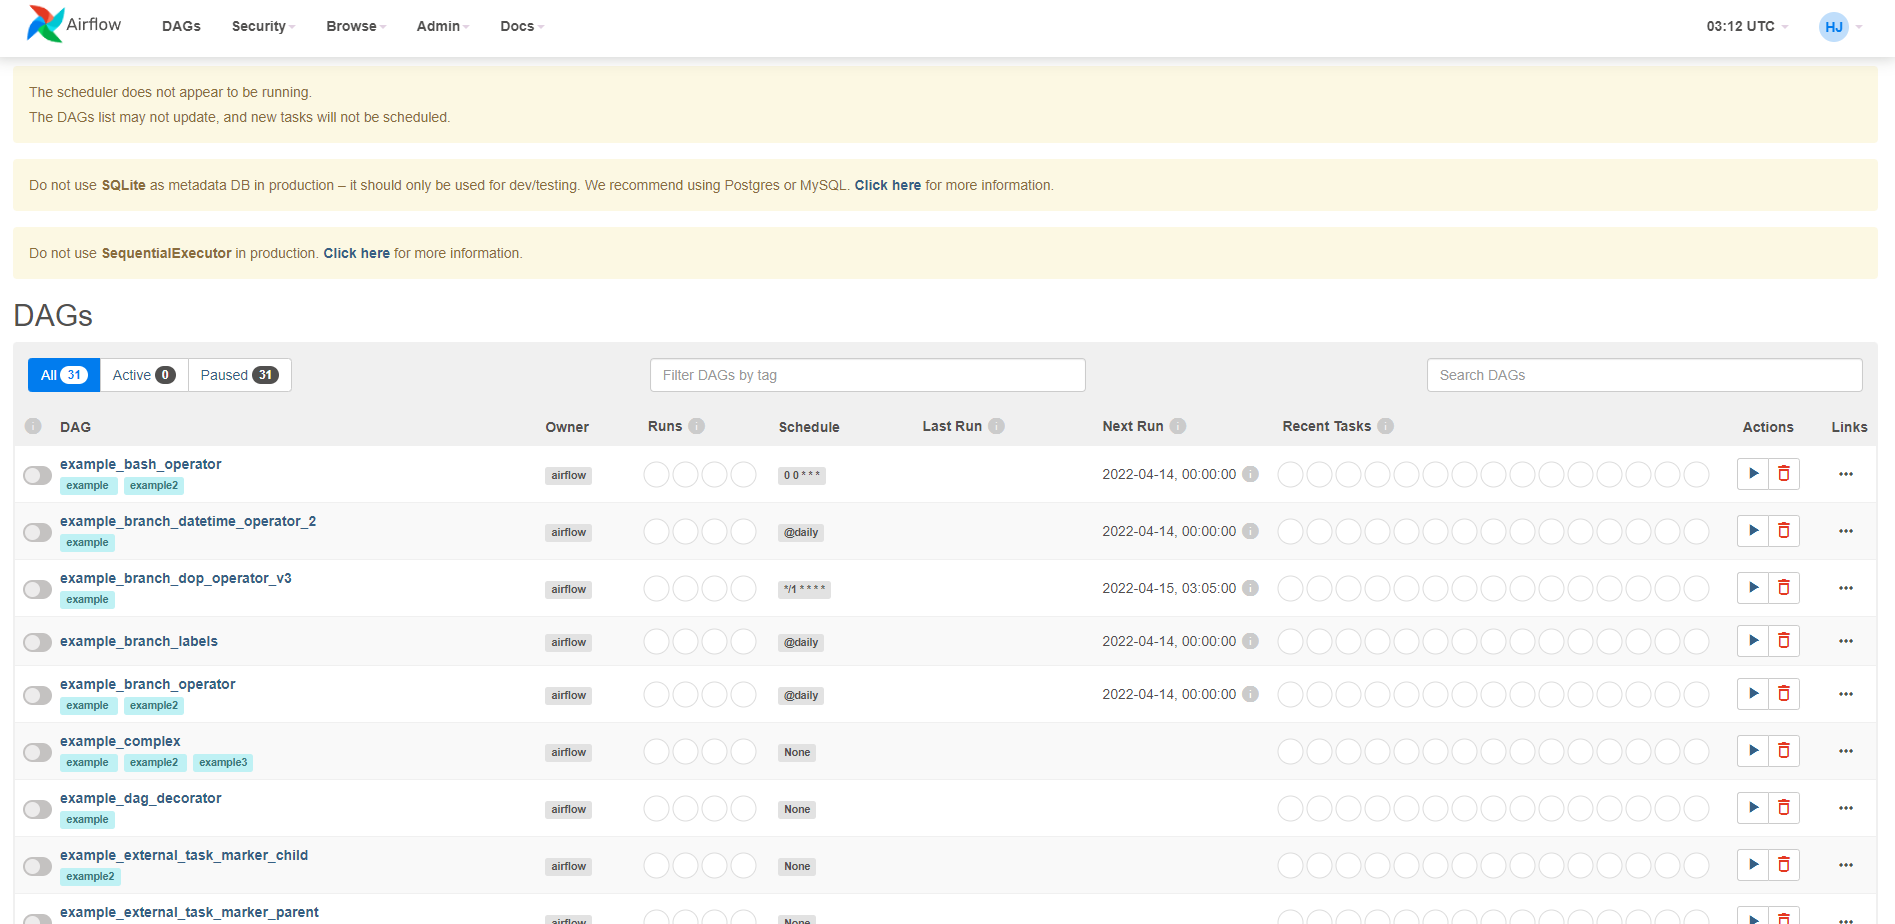 Airflow DAGs Security Browse Admin Docs 03:12 UTC HJ
The scheduler does not appear to be running.
The DAGs list may not update, and new tasks will not be scheduled.
Do not use SQLite as metadata DB in production – it should only be used for dev/testing. We recommend using Postgres or MySQL. Click here for more information.
Do not use SequentialExecutor in production. Click here for more information.
DAGs
All 31 Active 0 Paused 31 Filter DAGs by tag Search DAGs
i DAG Owner Runs i Schedule Last Run i Next Run i Recent Tasks i Actions Links
example_bash_operator
example example2 airflow 0 0 * * * 2022-04-14, 00:00:00 i
example_branch_datetime_operator_2
example airflow @daily 2022-04-14, 00:00:00 i
example_branch_dop_operator_v3
example airflow */1 * * * * 2022-04-15, 03:05:00 i
example_branch_labels airflow @daily 2022-04-14, 00:00:00 i
example_branch_operator
example example2 airflow @daily 2022-04-14, 00:00:00 i
example_complex
example example2 example3 airflow None
example_dag_decorator
example airflow None
example_external_task_marker_child
example2 airflow None
example_external_task_marker_parent
airflow None